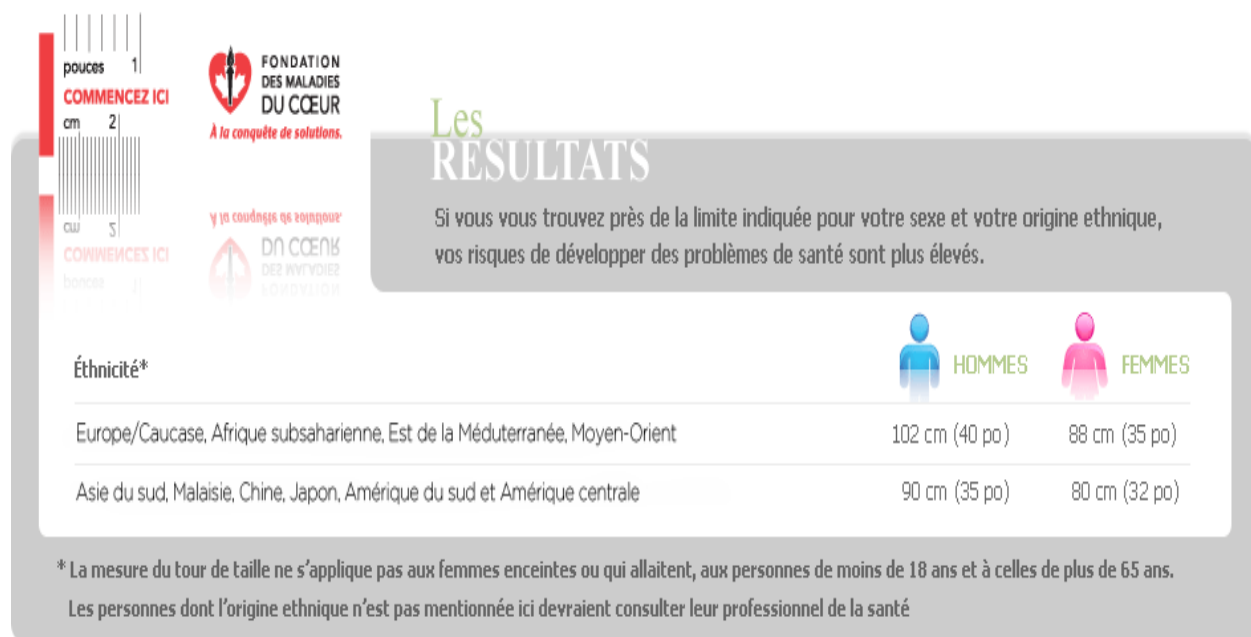 pouces 1
COMMENCEZ ICI
cm 2
FONDATION
DES MALADIES
DU CŒUR
À la conquête de solutions.
Les
RÉSULTATS
Si vous vous trouvez près de la limite indiquée pour votre sexe et votre origine ethnique,
vos risques de développer des problèmes de santé sont plus élevés.
Éthnicité* HOMMES FEMMES
Europe/Caucase, Afrique subsaharienne, Est de la Méduterranée, Moyen-Orient 102 cm (40 po) 88 cm (35 po)
Asie du sud, Malaisie, Chine, Japon, Amérique du sud et Amérique centrale 90 cm (35 po) 80 cm (32 po)
* La mesure du tour de taille ne s'applique pas aux femmes enceintes ou qui allaitent, aux personnes de moins de 18 ans et à celles de plus de 65 ans.
Les personnes dont l'origine ethnique n'est pas mentionnée ici devraient consulter leur professionnel de la santé